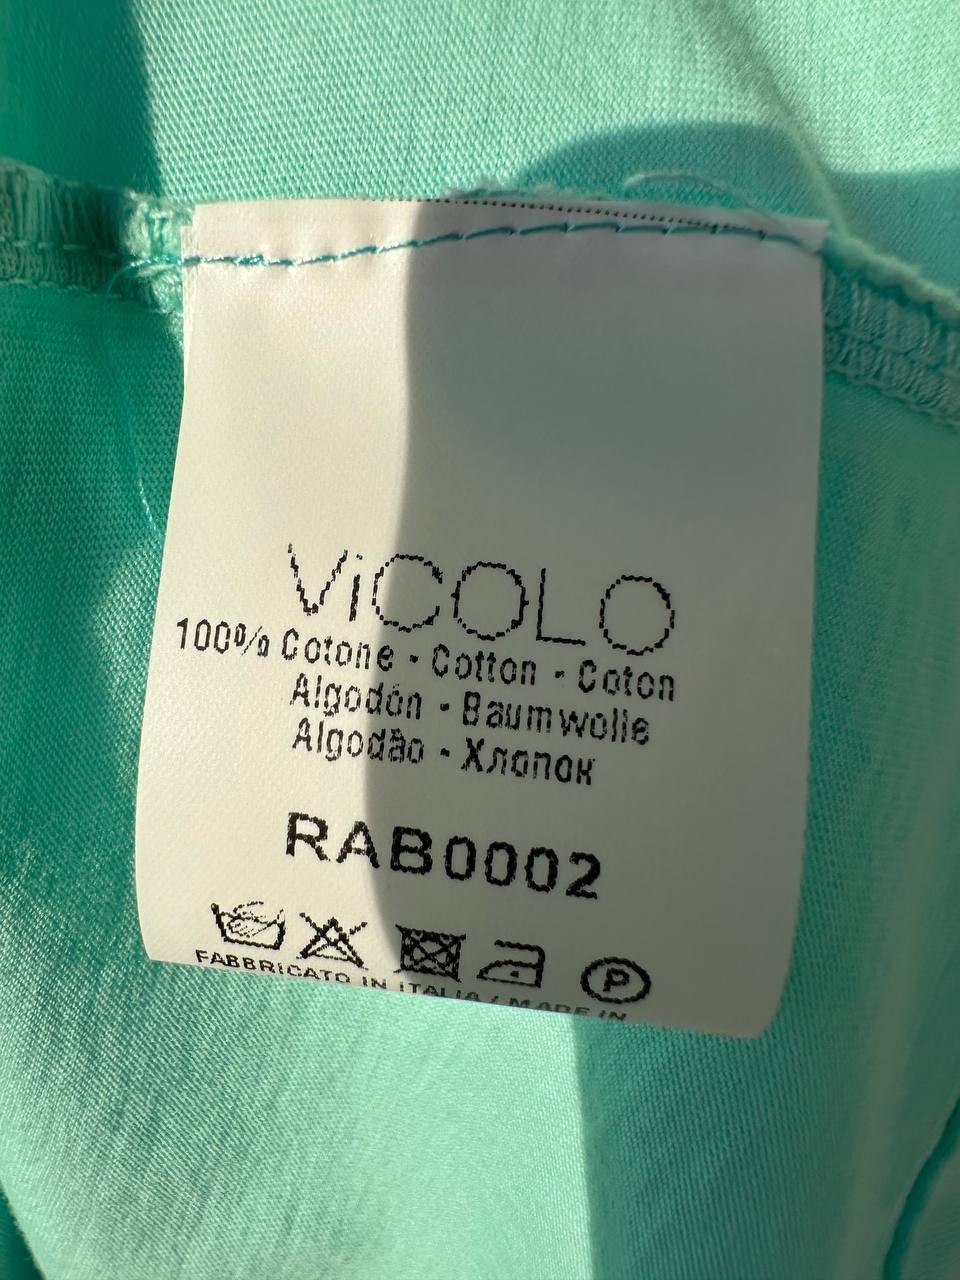 ViCOLO
100% Cotone - Cotton - Coton
Algodón - Baumwolle
Algodão - Хлопок
RAB0002
P
FABBRICATO IN ITALIA / MADE IN